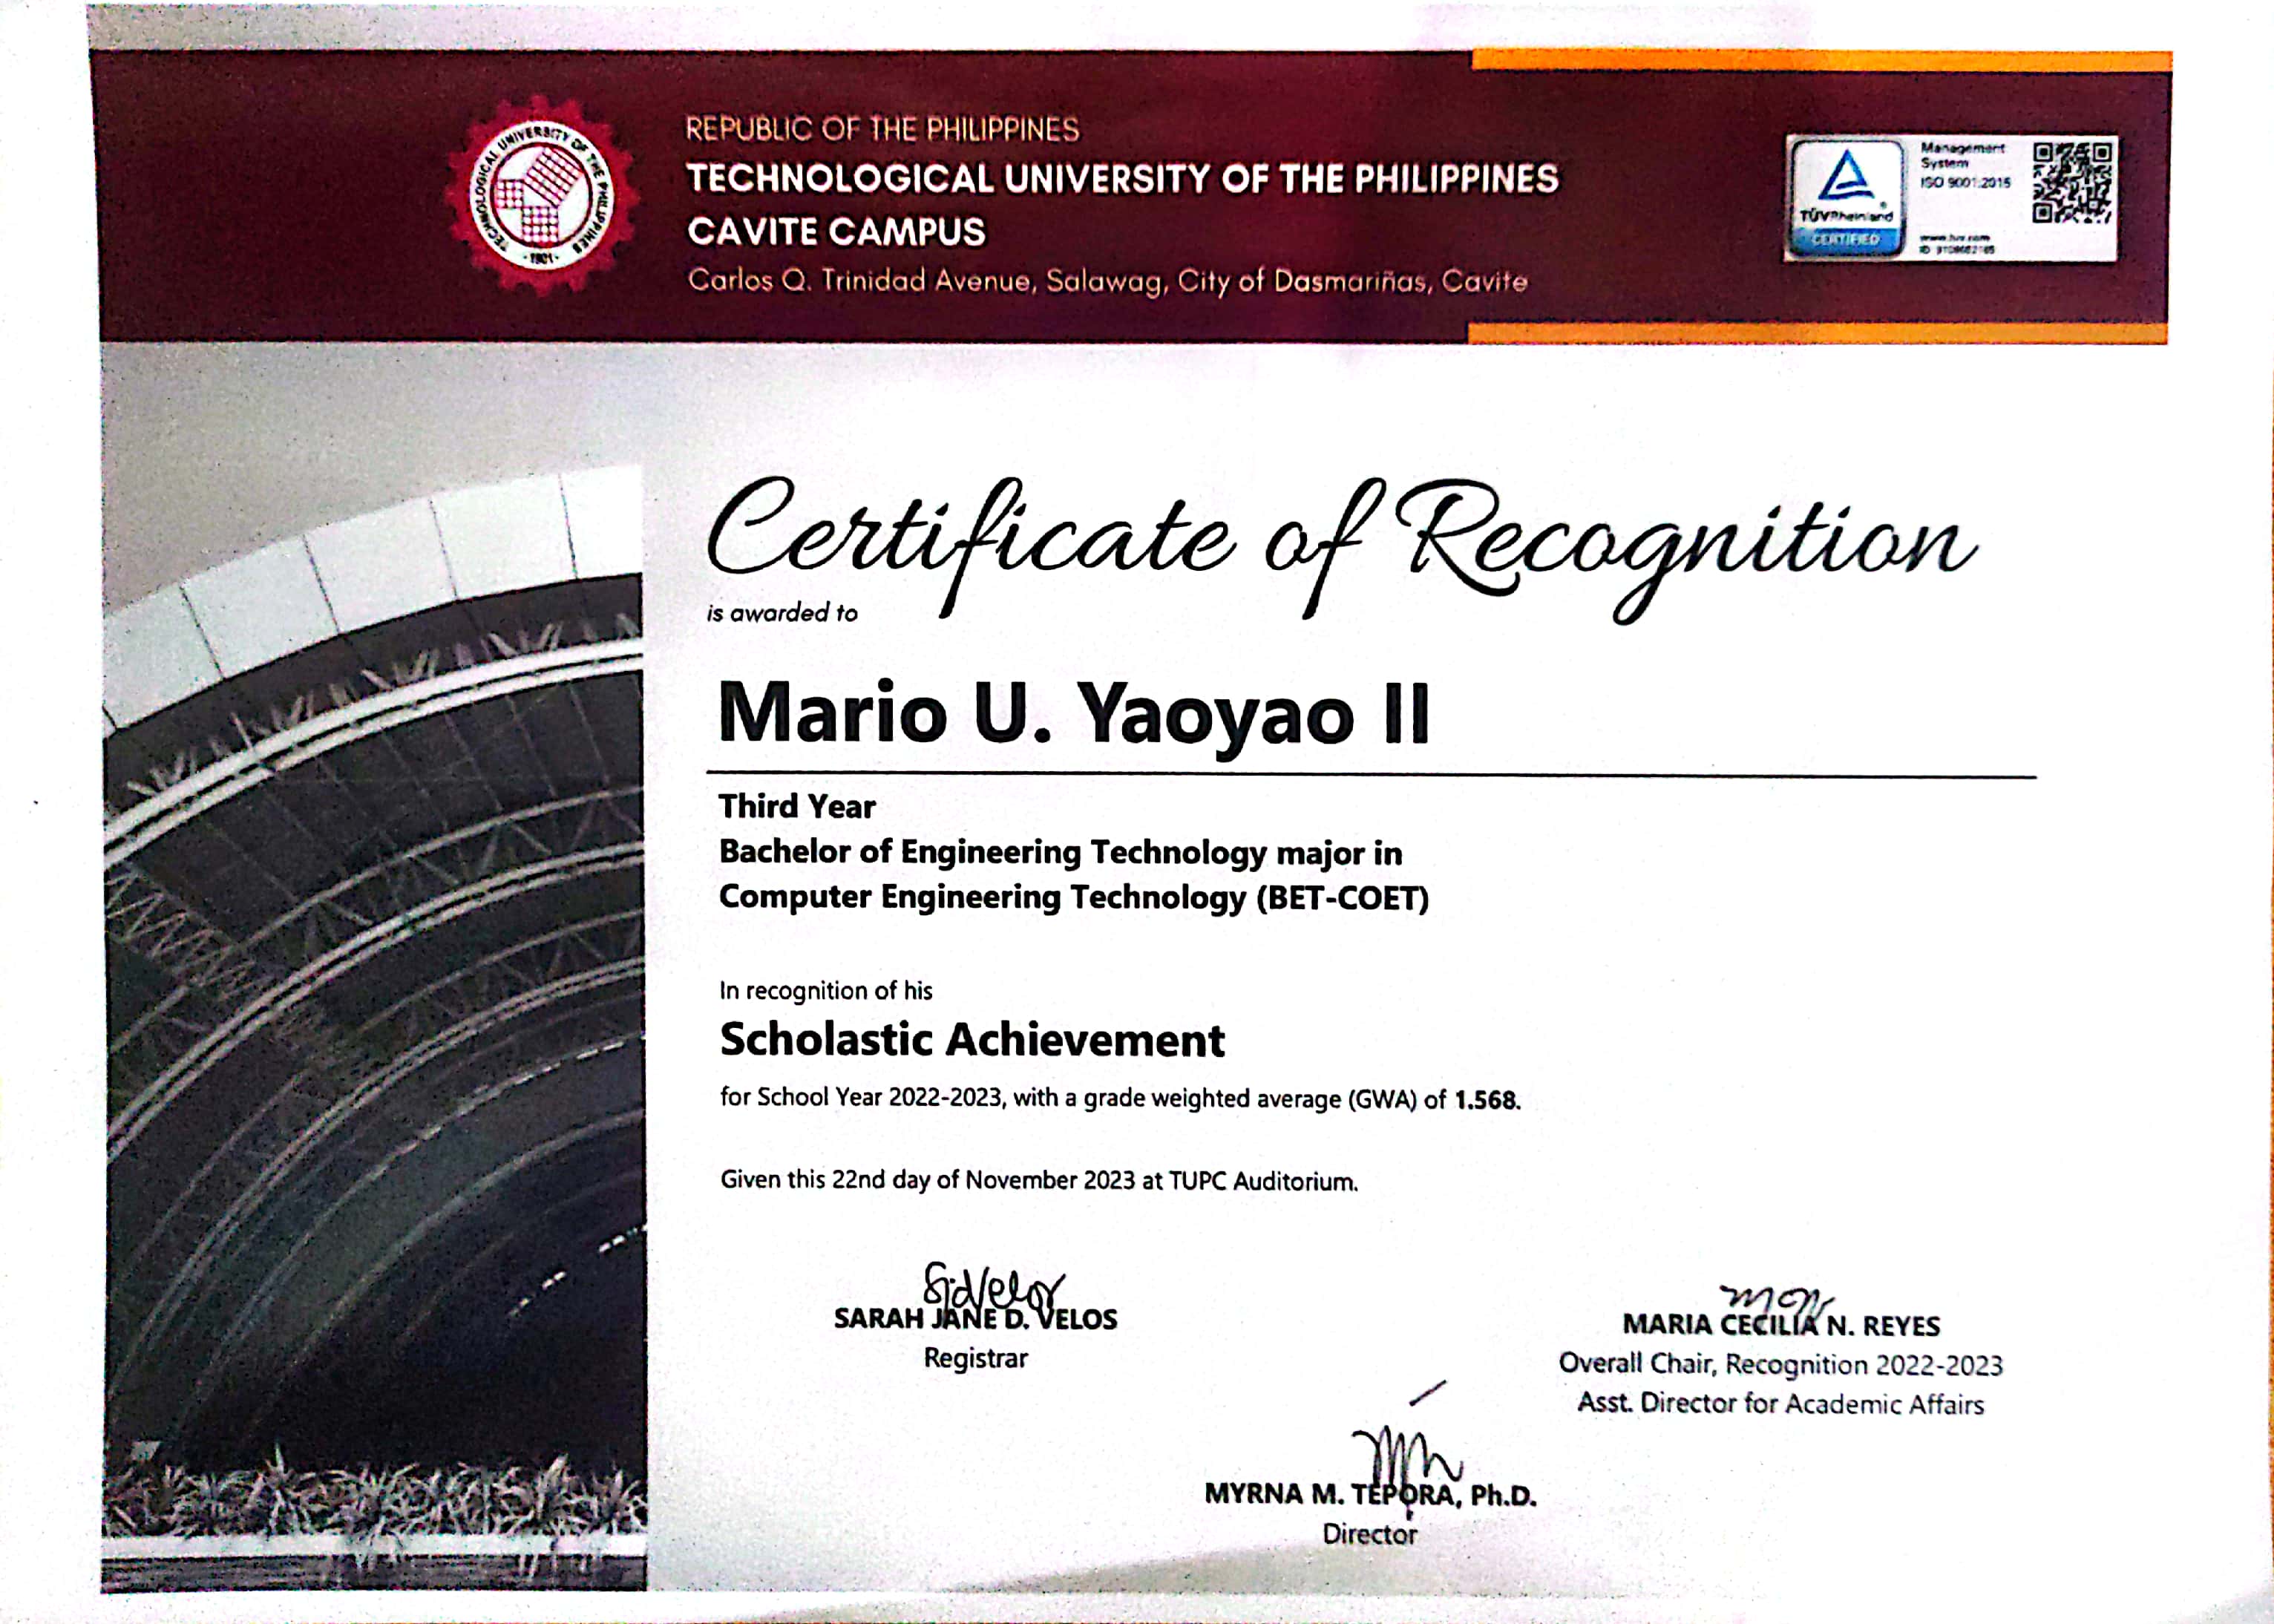 REPUBLIC OF THE PHILIPPINES
TECHNOLOGICAL UNIVERSITY OF THE PHILIPPINES
CAVITE CAMPUS
Carlos Q. Trinidad Avenue, Salawag, City of Dasmariñas, Cavite
TECHNOLOGICAL UNIVERSITY OF THE PHILIPPINES
- 1901 -
TÜVRheinland
CERTIFIED
Management
System
ISO 9001:2015
www.tuv.com
ID
Certificate of Recognition
is awarded to
Mario U. Yaoyao II
Third Year
Bachelor of Engineering Technology major in
Computer Engineering Technology (BET-COET)
In recognition of his
Scholastic Achievement
for School Year 2022-2023, with a grade weighted average (GWA) of 1.568.
Given this 22nd day of November 2023 at TUPC Auditorium.
SARAH JANE D. VELOS
Registrar
MARIA CECILIA N. REYES
Overall Chair, Recognition 2022-2023
Asst. Director for Academic Affairs
MYRNA M. TEPORA, Ph.D.
Director